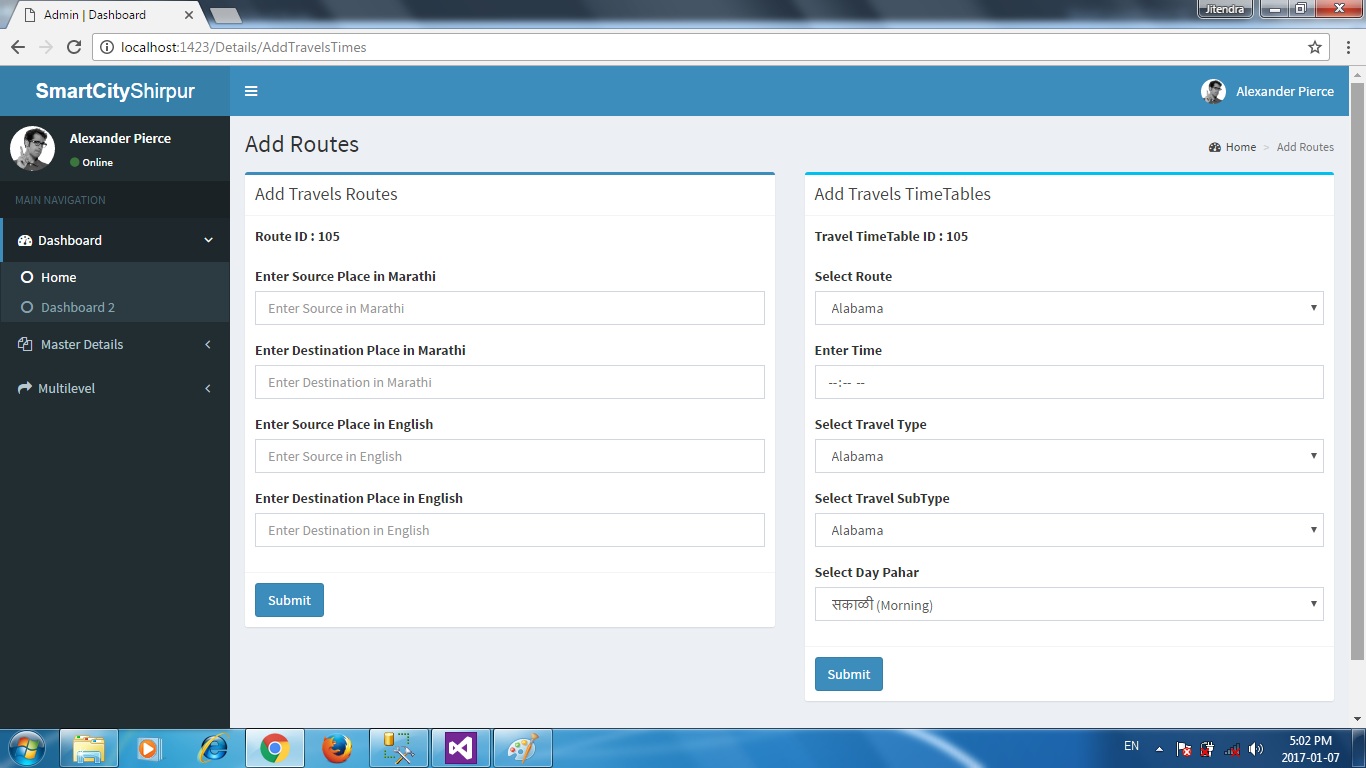 Admin | Dashboard
Jitendra
localhost:1423/Details/AddTravelsTimes
SmartCityShirpur
Alexander Pierce
Alexander Pierce
Online
MAIN NAVIGATION
Dashboard
Home
Dashboard 2
Master Details
Multilevel
Add Routes
Home > Add Routes
Add Travels Routes
Route ID : 105
Enter Source Place in Marathi
Enter Source in Marathi
Enter Destination Place in Marathi
Enter Destination in Marathi
Enter Source Place in English
Enter Source in English
Enter Destination Place in English
Enter Destination in English
Submit
Add Travels TimeTables
Travel TimeTable ID : 105
Select Route
Alabama
Enter Time
--:-- --
Select Travel Type
Alabama
Select Travel SubType
Alabama
Select Day Pahar
सकाळी (Morning)
Submit
EN
5:02 PM
2017-01-07